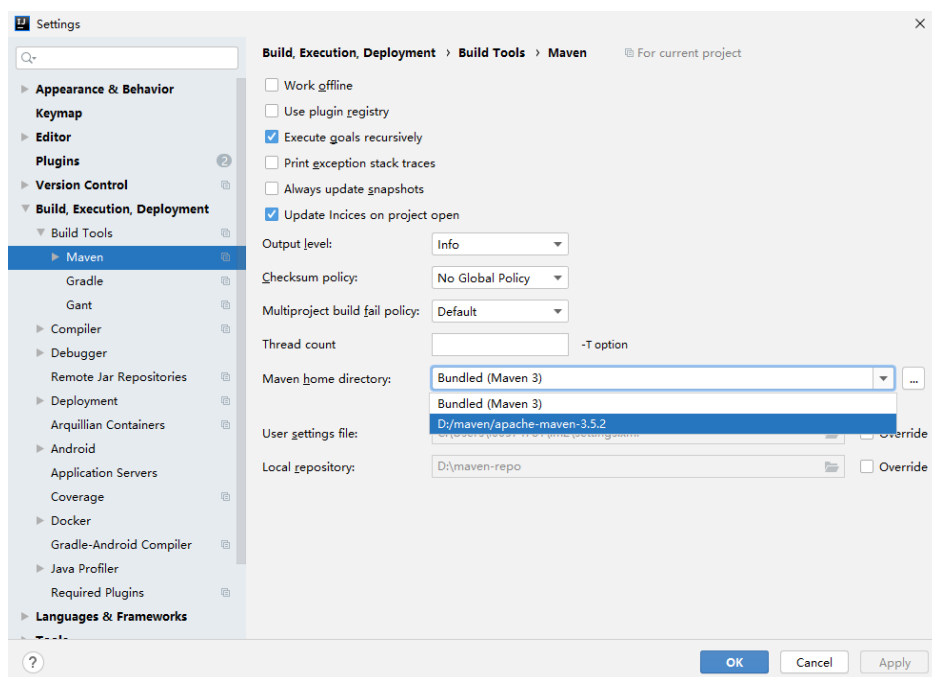 Settings
Appearance & Behavior
Keymap
Editor
Plugins 2
Version Control
Build, Execution, Deployment
Build Tools
Maven
Gradle
Gant
Compiler
Debugger
Remote Jar Repositories
Deployment
Arquillian Containers
Android
Application Servers
Coverage
Docker
Gradle-Android Compiler
Java Profiler
Required Plugins
Languages & Frameworks
Build, Execution, Deployment › Build Tools › Maven For current project
Work offline
Use plugin registry
Execute goals recursively
Print exception stack traces
Always update snapshots
Update Incices on project open
Output level: Info
Checksum policy: No Global Policy
Multiproject build fail policy: Default
Thread count -T option
Maven home directory: Bundled (Maven 3) ...
Bundled (Maven 3)
D:/maven/apache-maven-3.5.2
User settings file: Override
Local repository: D:\maven-repo Override
? OK Cancel Apply